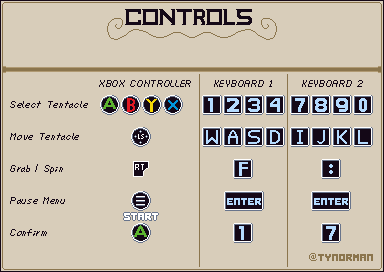 CONTROLS
XBOX CONTROLLER KEYBOARD 1 KEYBOARD 2
Select Tentacle A B Y X 1 2 3 4 7 8 9 0
Move Tentacle LS W A S D I J K L
Grab / Spin RT F :
Pause Menu START ENTER ENTER
Confirm A 1 7
@TYNORMAN